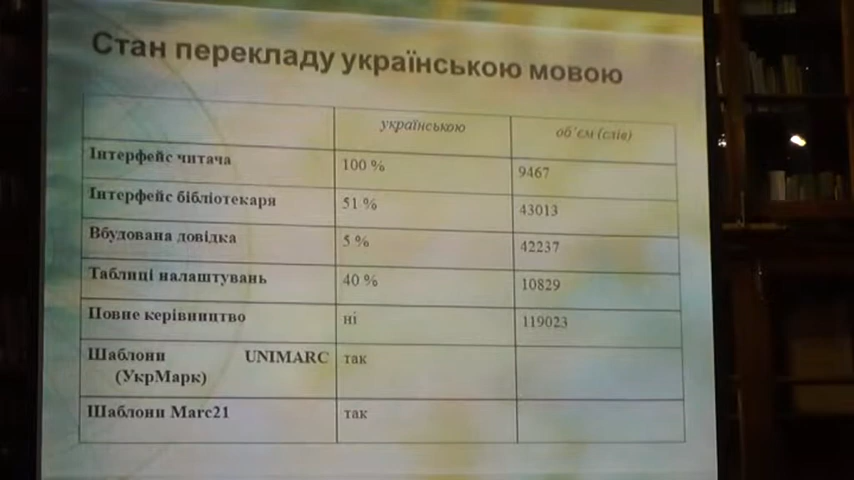 Стан перекладу українською мовою
українською об'єм (слів)
Інтерфейс читача 100 % 9467
Інтерфейс бібліотекаря 51 % 43013
Вбудована довідка 5 % 42237
Таблиці налаштувань 40 % 10829
Повне керівництво ні 119023
Шаблони UNIMARC так
(УкрМарк)
Шаблони Marc21 так